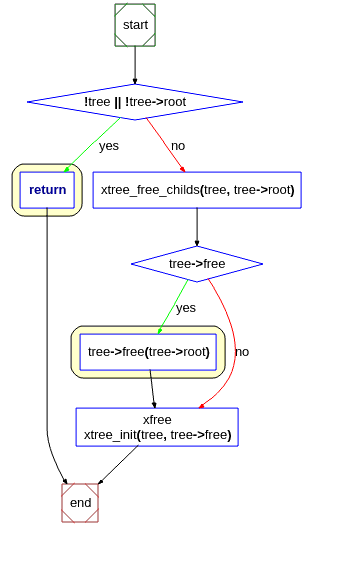 start
!tree || !tree->root
yes
no
return
xtree_free_childs(tree, tree->root)
tree->free
yes
tree->free(tree->root)
no
xfree
xtree_init(tree, tree->free)
end